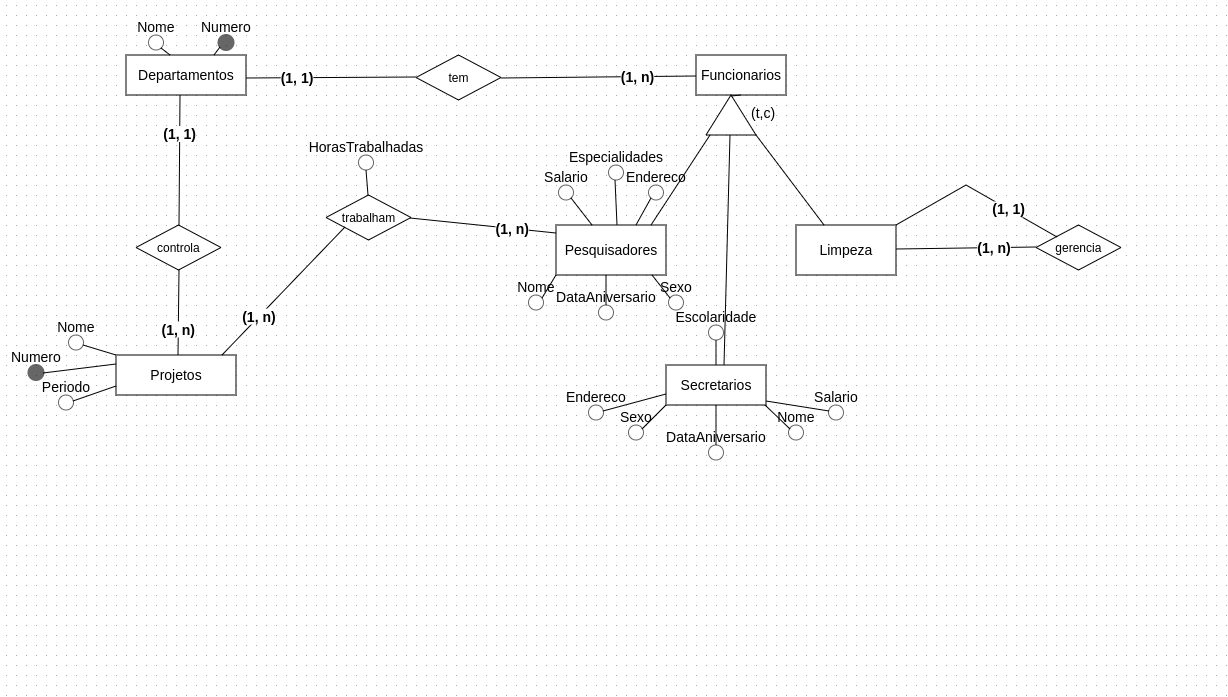 Nome
Numero
Departamentos
(1, 1)
tem
(1, n)
Funcionarios
(t,c)
(1, 1)
HorasTrabalhadas
Especialidades
Salario
Endereco
trabalham
(1, n)
Pesquisadores
Limpeza
(1, 1)
(1, n)
gerencia
controla
Nome
DataAniversario
Sexo
Escolaridade
(1, n)
(1, n)
Nome
Numero
Periodo
Projetos
Secretarios
Endereco
Sexo
DataAniversario
Nome
Salario